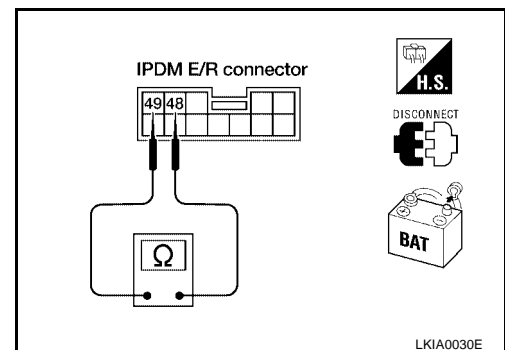 IPDM E/R connector
49 48
H.S.
DISCONNECT
Ω
BAT
LKIA0030E